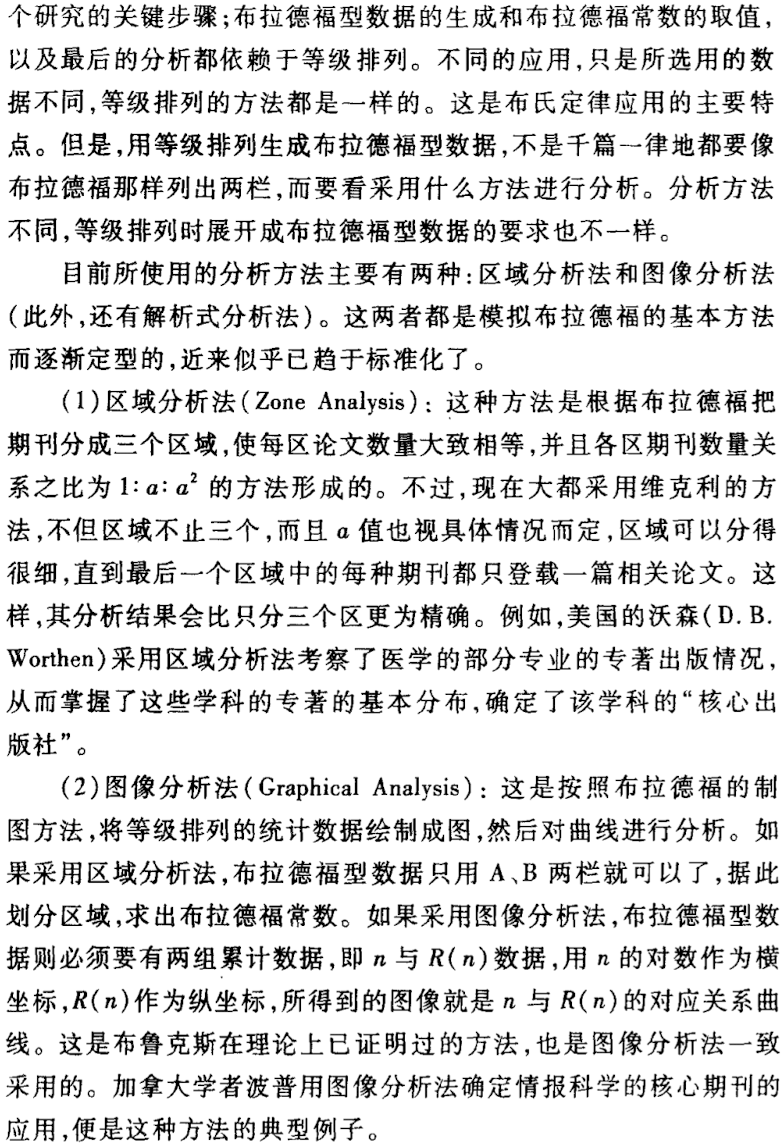 个研究的关键步骤;布拉德福型数据的生成和布拉德福常数的取值,
以及最后的分析都依赖于等级排列。不同的应用,只是所选用的数
据不同,等级排列的方法都是一样的。这是布氏定律应用的主要特
点。但是,用等级排列生成布拉德福型数据,不是千篇一律地都要像
布拉德福那样列出两栏,而要看采用什么方法进行分析。分析方法
不同,等级排列时展开成布拉德福型数据的要求也不一样。
目前所使用的分析方法主要有两种:区域分析法和图像分析法
(此外,还有解析式分析法)。这两者都是模拟布拉德福的基本方法
而逐渐定型的,近来似乎已趋于标准化了。
(1)区域分析法(Zone Analysis):这种方法是根据布拉德福把
期刊分成三个区域,使每区论文数量大致相等,并且各区期刊数量关
系之比为 1:a:a² 的方法形成的。不过,现在大都采用维克利的方
法,不但区域不止三个,而且 a 值也视具体情况而定,区域可以分得
很细,直到最后一个区域中的每种期刊都只登载一篇相关论文。这
样,其分析结果会比只分三个区更为精确。例如,美国的沃森(D. B.
Worthen)采用区域分析法考察了医学的部分专业的专著出版情况,
从而掌握了这些学科的专著的基本分布,确定了该学科的“核心出
版社”。
(2)图像分析法(Graphical Analysis):这是按照布拉德福的制
图方法,将等级排列的统计数据绘制成图,然后对曲线进行分析。如
果采用区域分析法,布拉德福型数据只用 A、B 两栏就可以了,据此
划分区域,求出布拉德福常数。如果采用图像分析法,布拉德福型数
据则必须要有两组累计数据,即 n 与 R(n)数据,用 n 的对数作为横
坐标,R(n)作为纵坐标,所得到的图像就是 n 与 R(n)的对应关系曲
线。这是布鲁克斯在理论上已证明过的方法,也是图像分析法一致
采用的。加拿大学者波普用图像分析法确定情报科学的核心期刊的
应用,便是这种方法的典型例子。